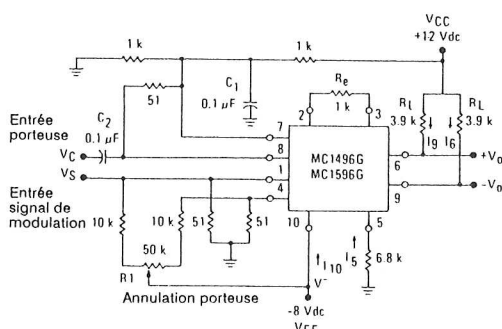 VCC
+12 Vdc
1 k
1 k
C1
0.1 µF
Re
1 k
51
2
3
RL
3.9 k
RL
3.9 k
I9
I6
Entrée
porteuse
C2
0.1 µF
VC
VS
7
8
1
4
MC1496G
MC1596G
6
9
+Vo
-Vo
Entrée
signal de
modulation
10 k
10 k
51
51
10
5
50 k
R1
I10
I5
6.8 k
V-
Annulation porteuse
-8 Vdc
VEE